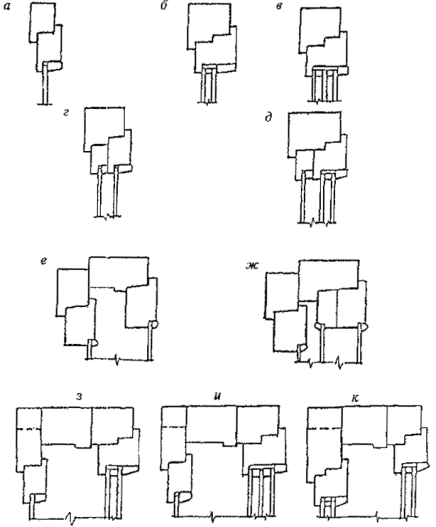 а б в
г д
е ж
з и к